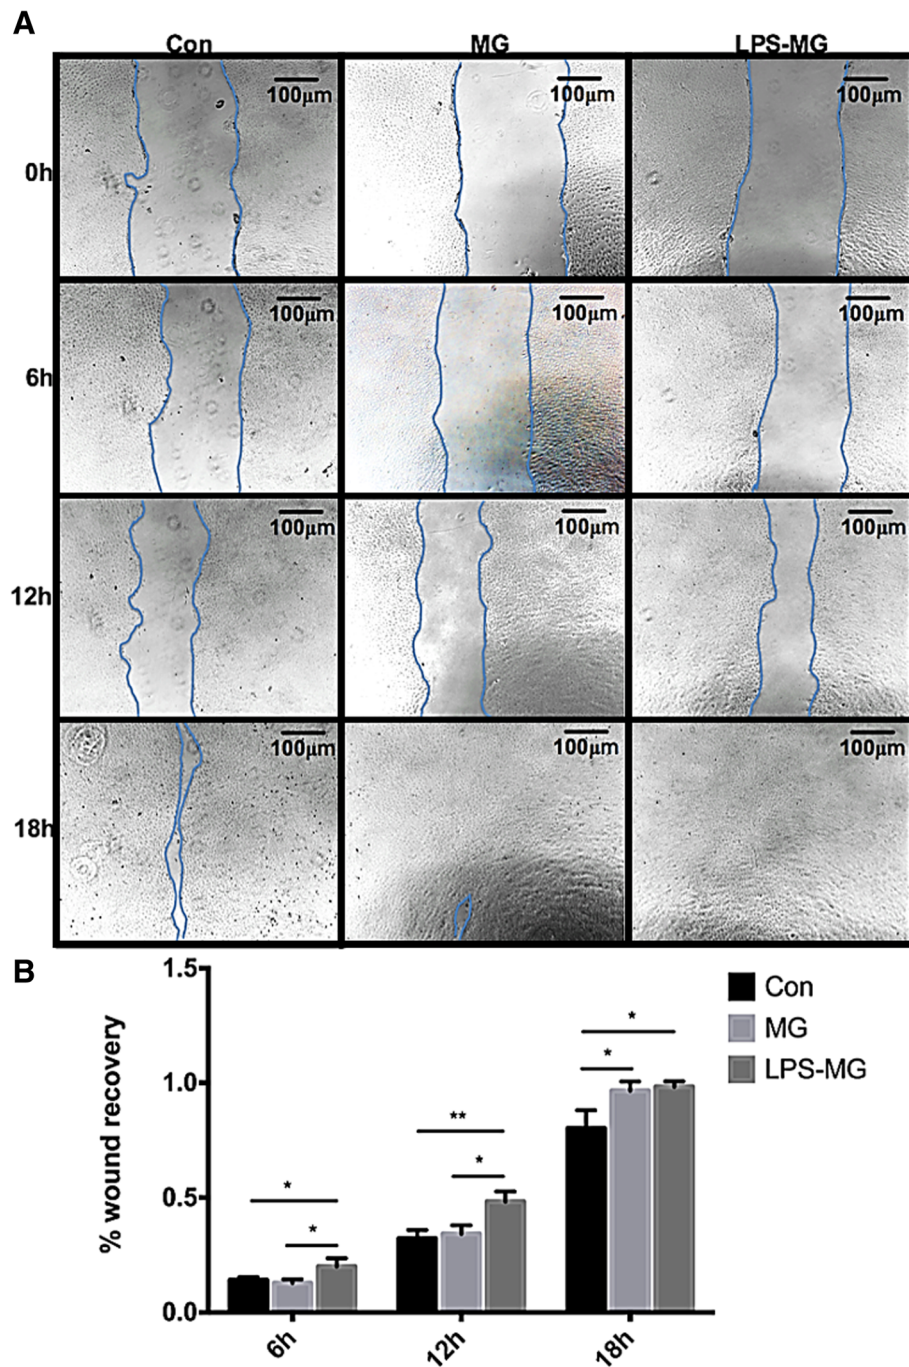 A
Con MG LPS-MG
0h
100μm 100μm 100μm
6h
100μm 100μm 100μm
12h
100μm 100μm 100μm
18h
100μm 100μm 100μm
B
% wound recovery
1.5
1.0
0.5
0.0
* * ** * * *
6h 12h 18h
Con
MG
LPS-MG